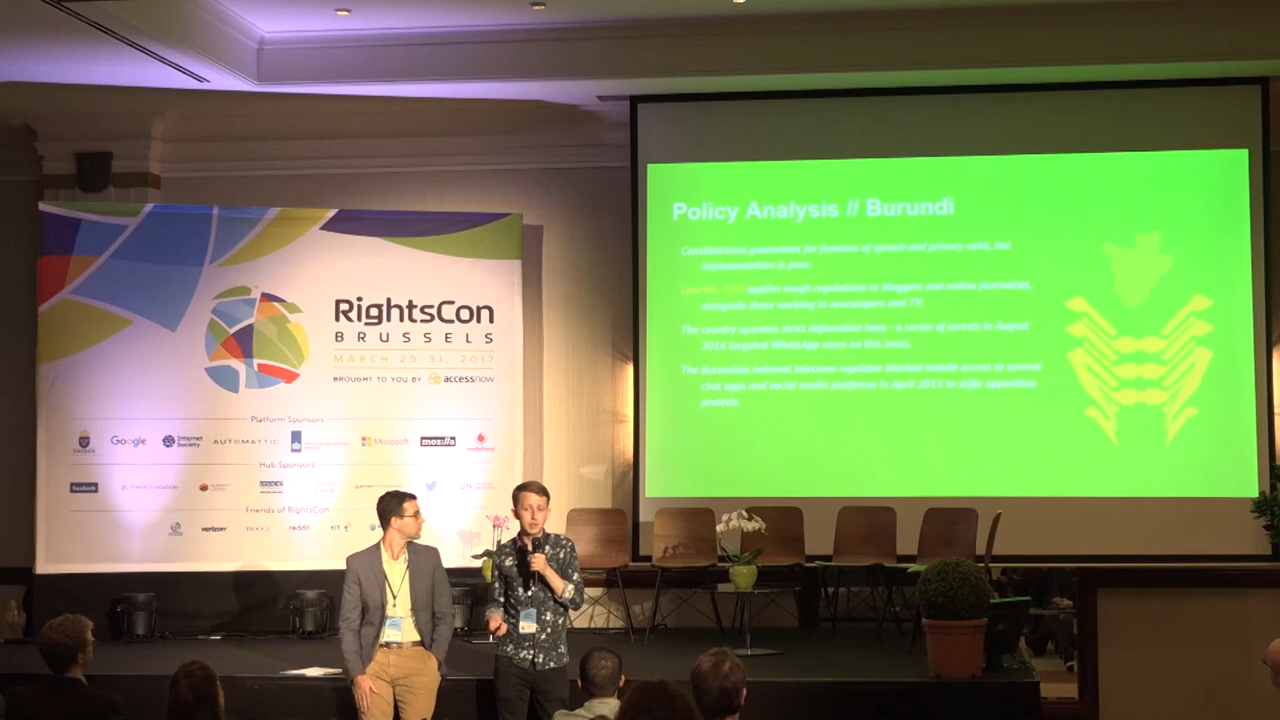 RightsCon
BRUSSELS
MARCH 29-31, 2017
BROUGHT TO YOU BY accessnow
Platform Sponsors
Google
Internet
Society
AUTOMATTIC
Microsoft
moz://a
vodafone
Hub Sponsors
facebook
Friends of RightsCon
verizon
YAHOO!
reddit
Policy Analysis // Burundi
Constitutional guarantees for freedom of speech and privacy exist, but
implementation is poor.
applies tough regulations to bloggers and online journalists,
alongside those working in newspapers and TV.
The country operates strict defamation laws - a series of arrests in August
2016 targeted WhatsApp users on this basis.
The Burundian national telecoms regulator blocked mobile access to several
chat apps and social media platforms in April 2015 to stifle opposition
protests.